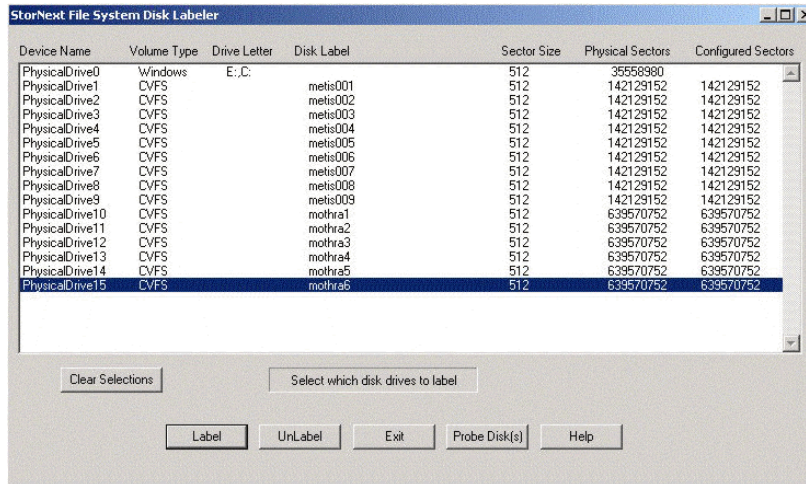 StorNext File System Disk Labeler
Device Name Volume Type Drive Letter Disk Label Sector Size Physical Sectors Configured Sectors
PhysicalDrive0 Windows E:,C: 512 35558980
PhysicalDrive1 CVFS metis001 512 142129152 142129152
PhysicalDrive2 CVFS metis002 512 142129152 142129152
PhysicalDrive3 CVFS metis003 512 142129152 142129152
PhysicalDrive4 CVFS metis004 512 142129152 142129152
PhysicalDrive5 CVFS metis005 512 142129152 142129152
PhysicalDrive6 CVFS metis006 512 142129152 142129152
PhysicalDrive7 CVFS metis007 512 142129152 142129152
PhysicalDrive8 CVFS metis008 512 142129152 142129152
PhysicalDrive9 CVFS metis009 512 142129152 142129152
PhysicalDrive10 CVFS mothra1 512 639570752 639570752
PhysicalDrive11 CVFS mothra2 512 639570752 639570752
PhysicalDrive12 CVFS mothra3 512 639570752 639570752
PhysicalDrive13 CVFS mothra4 512 639570752 639570752
PhysicalDrive14 CVFS mothra5 512 639570752 639570752
PhysicalDrive15 CVFS mothra6 512 639570752 639570752
Clear Selections Select which disk drives to label
Label UnLabel Exit Probe Disk(s) Help